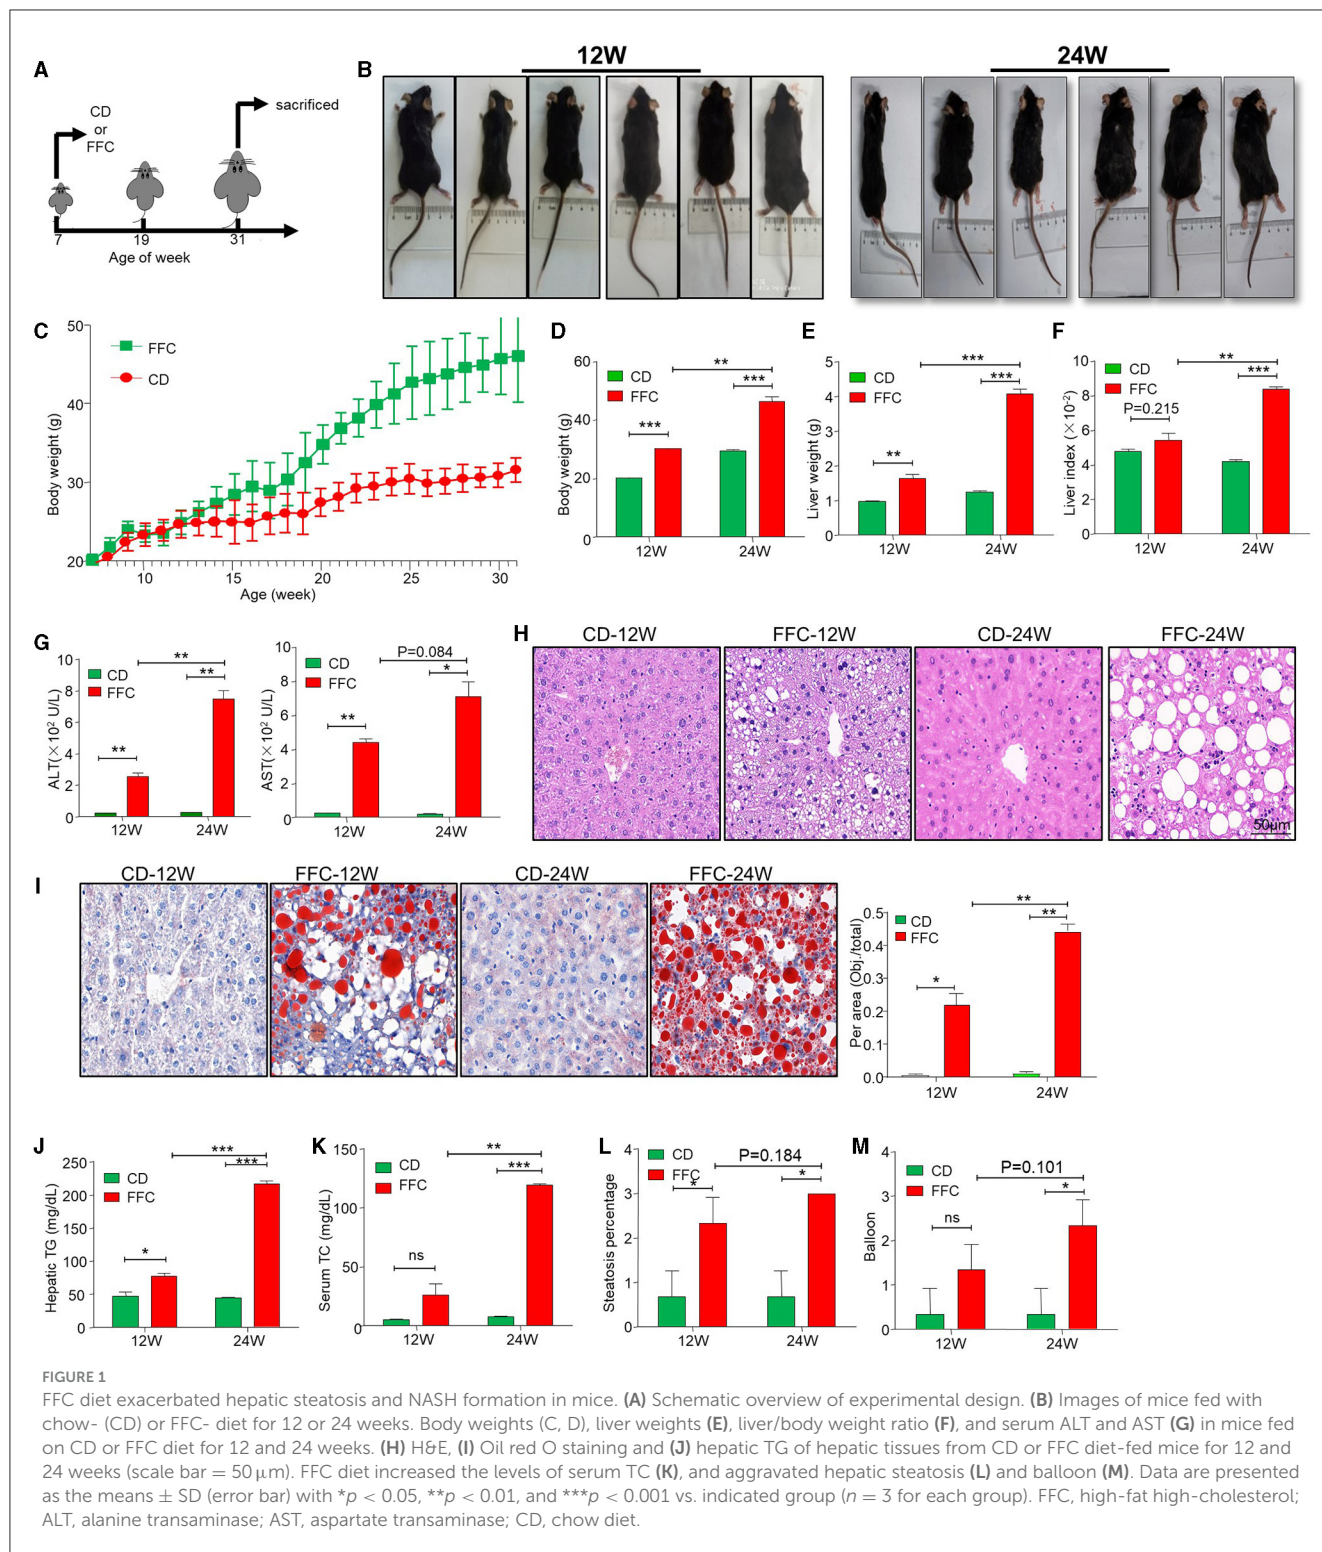 A
CD
or
FFC
sacrificed
7
19
31
Age of week
B
12W
24W
C
50
40
30
20
FFC
CD
Body weight (g)
10
15
20
25
30
Age (week)
D
60
40
20
0
CD
FFC
***
**
***
Body weight (g)
12W
24W
E
5
4
3
2
1
0
CD
FFC
**
***
***
Liver weight (g)
12W
24W
F
10
8
6
4
2
0
CD
FFC
P=0.215
**
***
Liver index (×10⁻²)
12W
24W
G
10
8
6
4
2
0
CD
FFC
**
**
**
ALT(×10² U/L)
12W
24W
10
8
6
4
2
0
CD
FFC
P=0.084
*
**
AST(×10² U/L)
12W
24W
H
CD-12W
FFC-12W
CD-24W
FFC-24W
50μm
I
CD-12W
FFC-12W
CD-24W
FFC-24W
0.5
0.4
0.3
0.2
0.1
0.0
CD
FFC
*
**
**
Per area (Obj./total)
12W
24W
J
250
200
150
100
50
0
CD
FFC
*
***
***
Hepatic TG (mg/dL)
12W
24W
K
150
100
50
0
CD
FFC
ns
**
***
Serum TC (mg/dL)
12W
24W
L
4
3
2
1
0
CD
FFC
*
P=0.184
*
Steatosis percentage
12W
24W
M
4
3
2
1
0
CD
FFC
ns
P=0.101
*
Balloon
12W
24W
FIGURE 1
FFC diet exacerbated hepatic steatosis and NASH formation in mice. (A) Schematic overview of experimental design. (B) Images of mice fed with
chow- (CD) or FFC- diet for 12 or 24 weeks. Body weights (C, D), liver weights (E), liver/body weight ratio (F), and serum ALT and AST (G) in mice fed
on CD or FFC diet for 12 and 24 weeks. (H) H&E, (I) Oil red O staining and (J) hepatic TG of hepatic tissues from CD or FFC diet-fed mice for 12 and
24 weeks (scale bar = 50 μm). FFC diet increased the levels of serum TC (K), and aggravated hepatic steatosis (L) and balloon (M). Data are presented
as the means ± SD (error bar) with *p < 0.05, **p < 0.01, and ***p < 0.001 vs. indicated group (n = 3 for each group). FFC, high-fat high-cholesterol;
ALT, alanine transaminase; AST, aspartate transaminase; CD, chow diet.